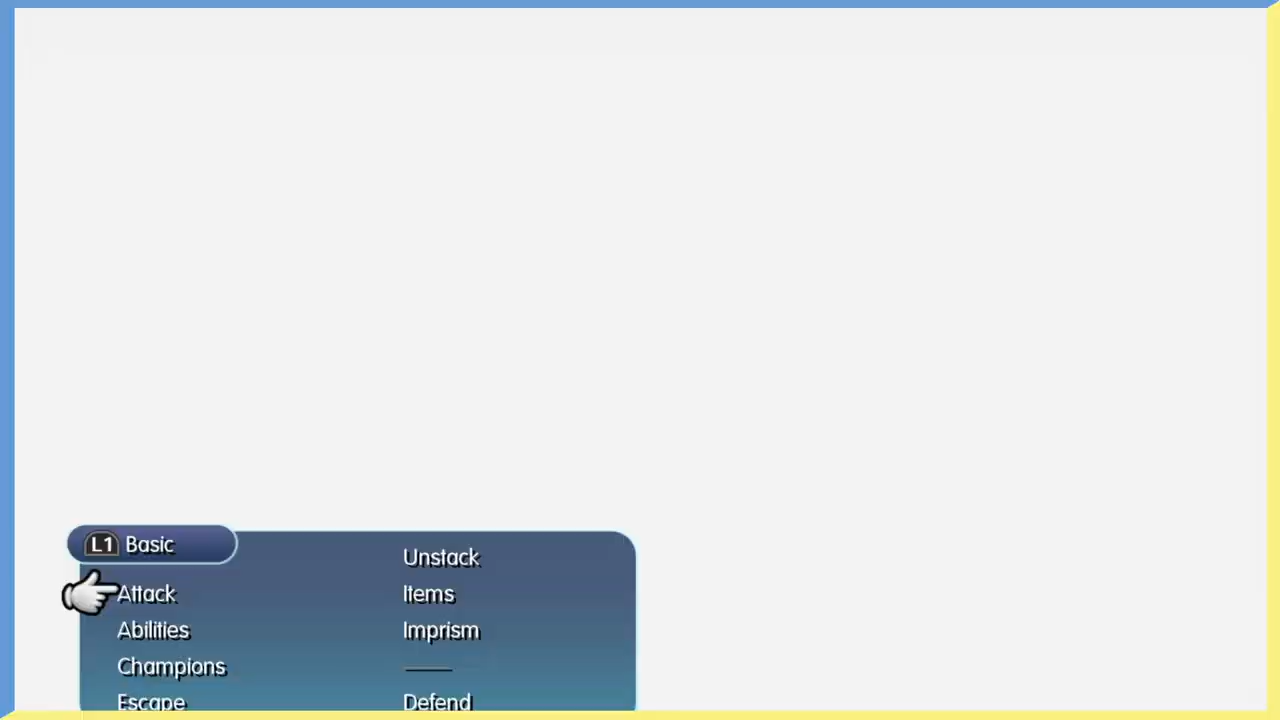 L1 Basic
Unstack
Attack
Items
Abilities
Imprism
Champions
Escape
Defend